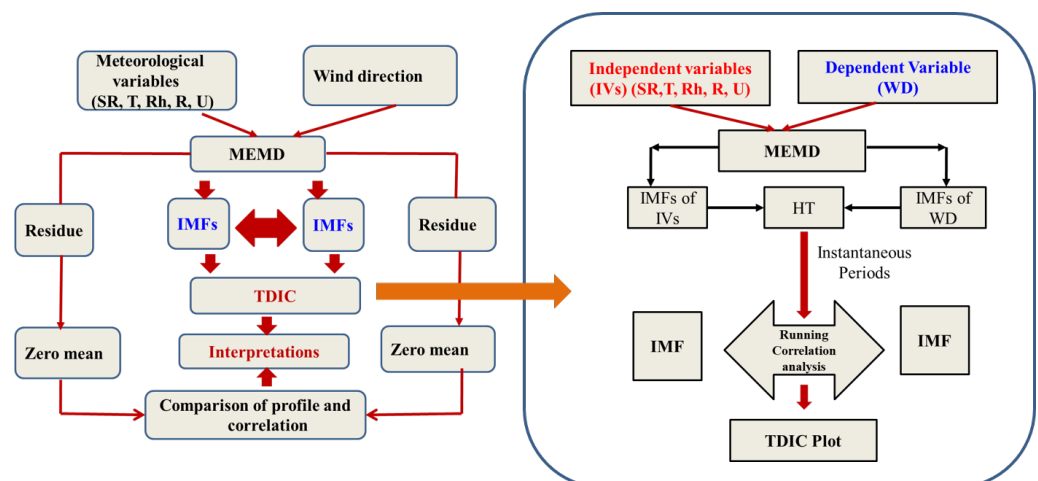 Meteorological
variables
(SR, T, Rh, R, U)
Wind direction
MEMD
Residue
IMFs
IMFs
Residue
TDIC
Zero mean
Interpretations
Zero mean
Comparison of profile and
correlation
Independent variables
(IVs) (SR,T, Rh, R, U)
Dependent Variable
(WD)
MEMD
IMFs of
IVs
HT
IMFs of
WD
Instantaneous
Periods
IMF
Running
Correlation
analysis
IMF
TDIC Plot